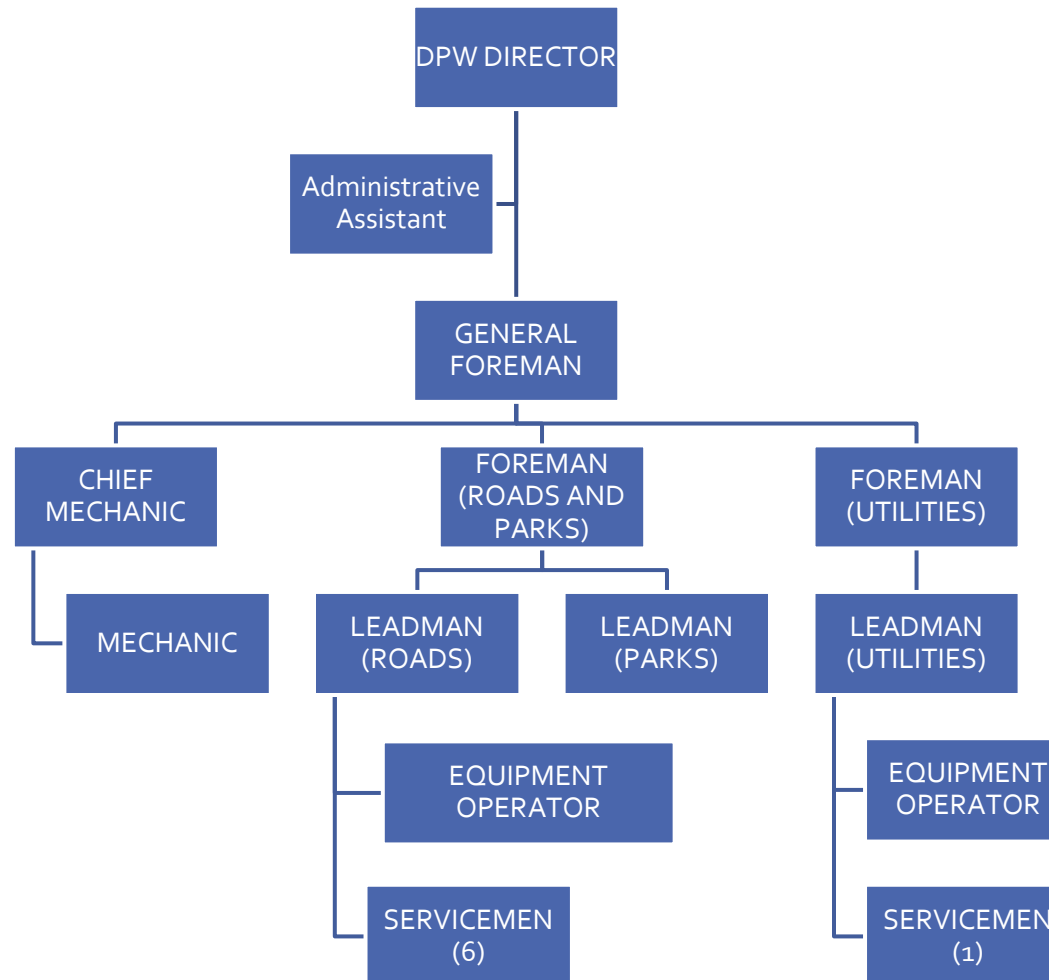 DPW DIRECTOR
Administrative
Assistant
GENERAL
FOREMAN
CHIEF
MECHANIC
FOREMAN
(ROADS AND
PARKS)
FOREMAN
(UTILITIES)
MECHANIC
LEADMAN
(ROADS)
LEADMAN
(PARKS)
LEADMAN
(UTILITIES)
EQUIPMENT
OPERATOR
EQUIPMENT
OPERATOR
SERVICEMEN
(6)
SERVICEMEN
(1)